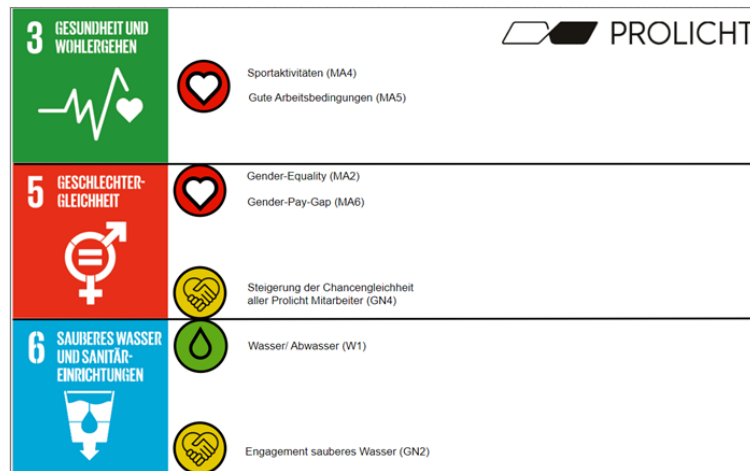 3 GESUNDHEIT UND
WOHLERGEHEN
PROLICHT
Sportaktivitäten (MA4)
Gute Arbeitsbedingungen (MA5)
5 GESCHLECHTER-
GLEICHHEIT
Gender-Equality (MA2)
Gender-Pay-Gap (MA6)
Steigerung der Chancengleichheit
aller Prolicht Mitarbeiter (GN4)
6 SAUBERES WASSER
UND SANITÄR-
EINRICHTUNGEN
Wasser/ Abwasser (W1)
Engagement sauberes Wasser (GN2)